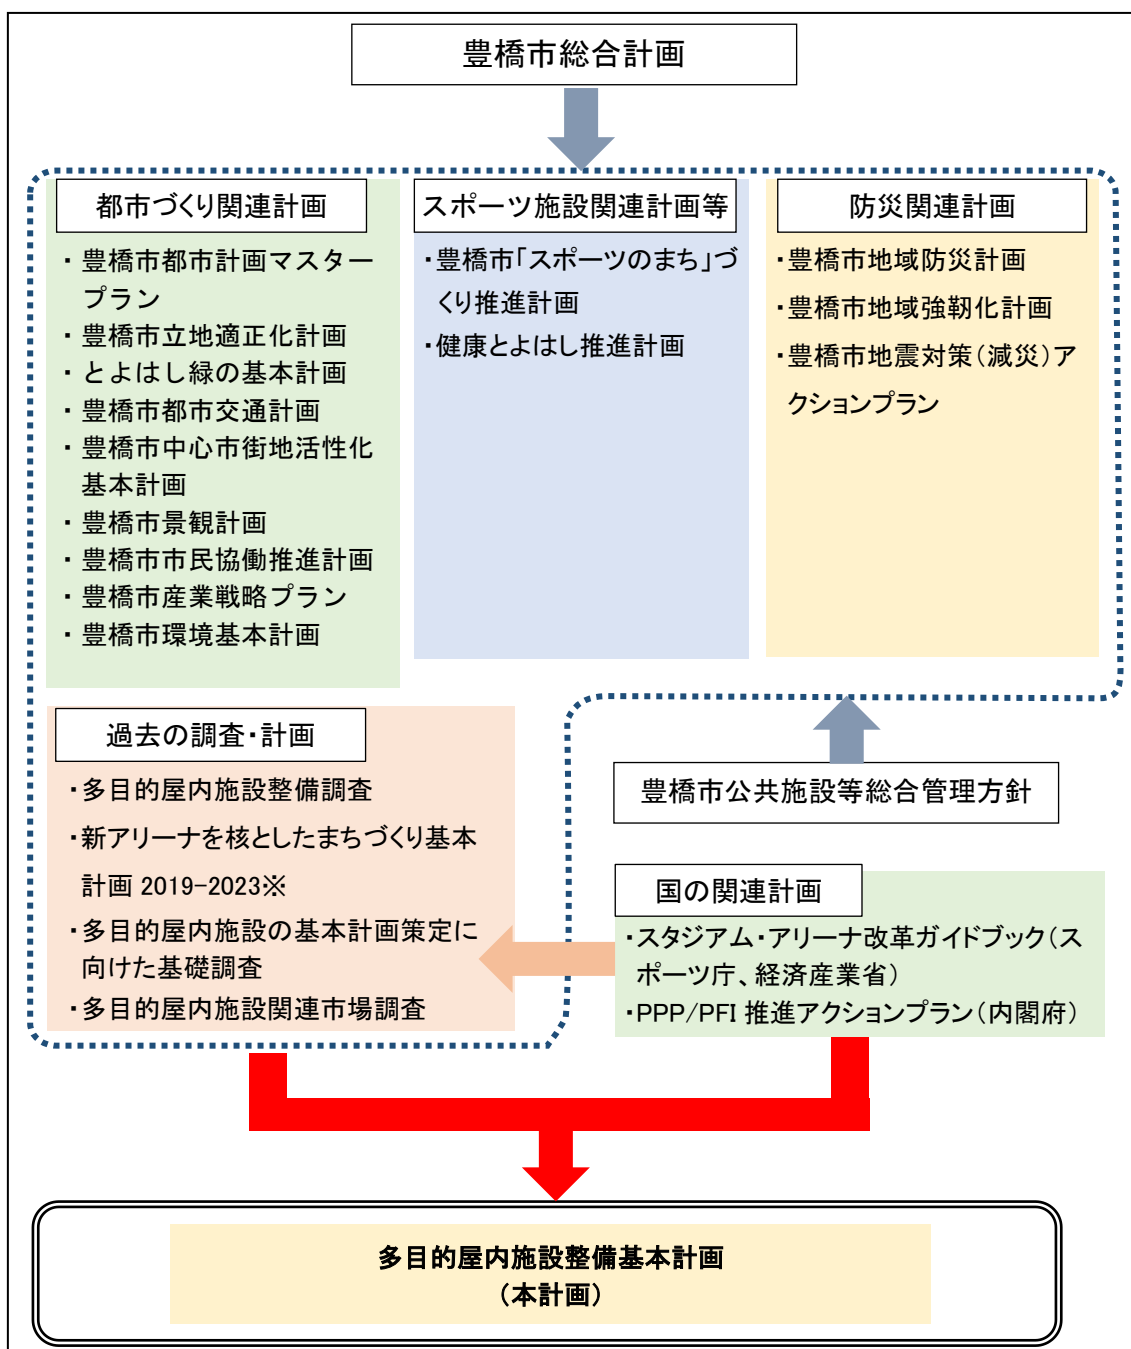 豊橋市総合計画
都市づくり関連計画
・豊橋市都市計画マスター
プラン
・豊橋市立地適正化計画
・とよはし緑の基本計画
・豊橋市都市交通計画
・豊橋市中心市街地活性化
基本計画
・豊橋市景観計画
・豊橋市市民協働推進計画
・豊橋市産業戦略プラン
・豊橋市環境基本計画
スポーツ施設関連計画等
・豊橋市「スポーツのまち」づ
くり推進計画
・健康とよはし推進計画
防災関連計画
・豊橋市地域防災計画
・豊橋市地域強靱化計画
・豊橋市地震対策(減災)ア
クションプラン
過去の調査・計画
・多目的屋内施設整備調査
・新アリーナを核としたまちづくり基本
計画 2019-2023※
・多目的屋内施設の基本計画策定に
向けた基礎調査
・多目的屋内施設関連市場調査
豊橋市公共施設等総合管理方針
国の関連計画
・スタジアム・アリーナ改革ガイドブック(ス
ポーツ庁、経済産業省)
・PPP/PFI 推進アクションプラン(内閣府)
多目的屋内施設整備基本計画
(本計画)